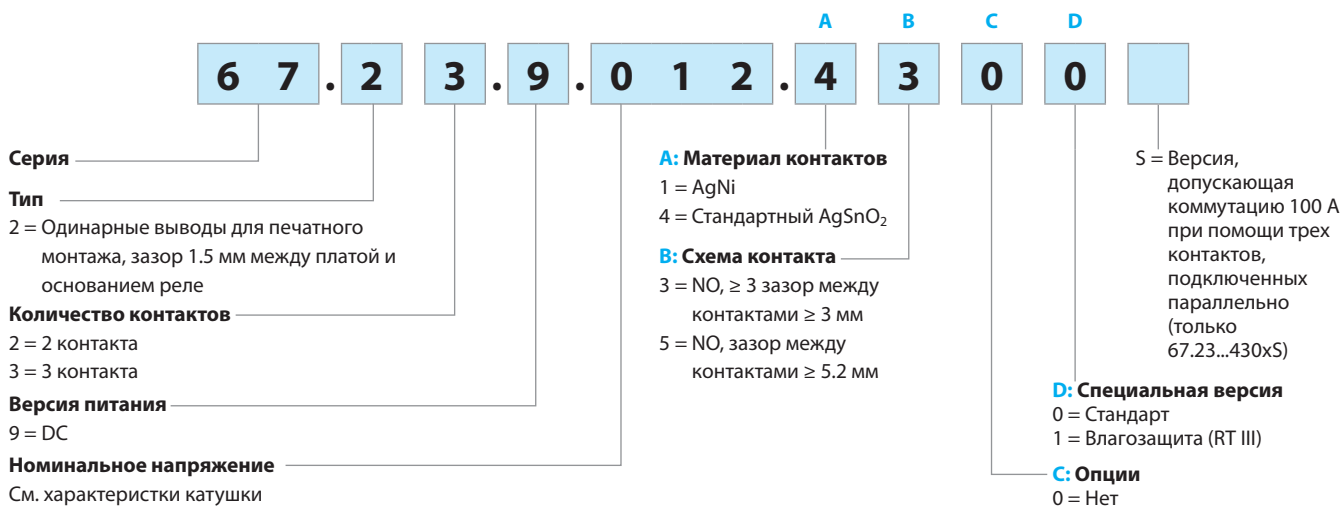 A B C D
6 7 . 2 3 . 9 . 0 1 2 . 4 3 0 0
Серия
Тип
2 = Одинарные выводы для печатного
монтажа, зазор 1.5 мм между платой и
основанием реле
Количество контактов
2 = 2 контакта
3 = 3 контакта
Версия питания
9 = DC
Номинальное напряжение
См. характеристики катушки
A: Материал контактов
1 = AgNi
4 = Стандартный AgSnO₂
B: Схема контакта
3 = NO, ≥ 3 зазор между
контактами ≥ 3 мм
5 = NO, зазор между
контактами ≥ 5.2 мм
S = Версия,
допускающая
коммутацию 100 A
при помощи трех
контактов,
подключенных
параллельно
(только
67.23...430xS)
D: Специальная версия
0 = Стандарт
1 = Влагозащита (RT III)
C: Опции
0 = Нет